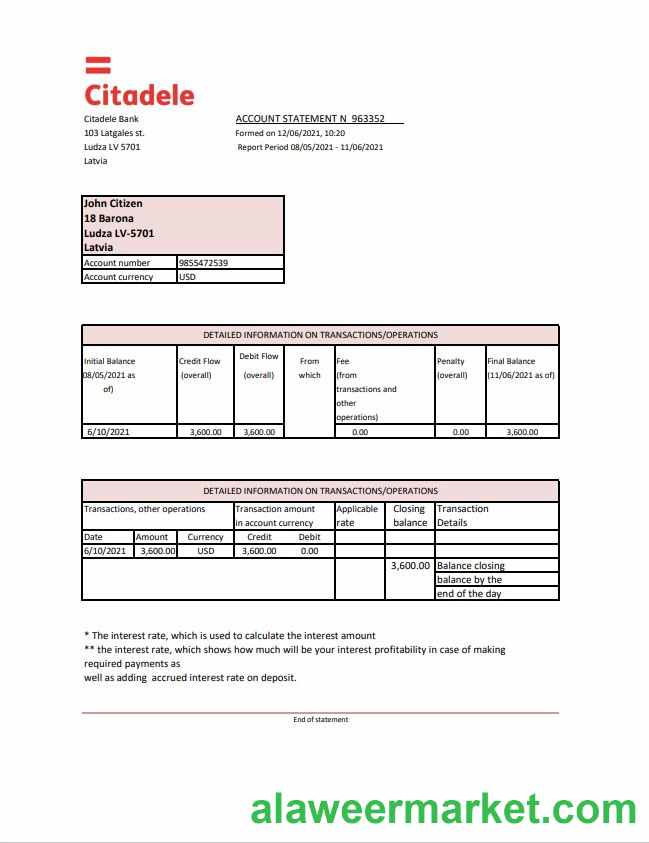 Citadele
Citadele Bank
ACCOUNT STATEMENT N 963352
103 Latgales st.
Formed on 12/06/2021, 10:20
Ludza LV 5701
Report Period 08/05/2021 - 11/06/2021
Latvia
John Citizen
18 Barona
Ludza LV-5701
Latvia
Account number 9855472539
Account currency USD
DETAILED INFORMATION ON TRANSACTIONS/OPERATIONS
Initial Balance Credit Flow Debit Flow From Fee Penalty Final Balance
08/05/2021 as (overall) (overall) which (from (overall) (11/06/2021 as of)
of) transactions and
other
operations)
6/10/2021 3,600.00 3,600.00 0.00 0.00 3,600.00
DETAILED INFORMATION ON TRANSACTIONS/OPERATIONS
Transactions, other operations Transaction amount Applicable Closing Transaction
in account currency rate balance Details
Date Amount Currency Credit Debit
6/10/2021 3,600.00 USD 3,600.00 0.00
3,600.00 Balance closing
balance by the
end of the day
* The interest rate, which is used to calculate the interest amount
** the interest rate, which shows how much will be your interest profitability in case of making
required payments as
well as adding accrued interest rate on deposit.
End of statement
alaweermarket.com